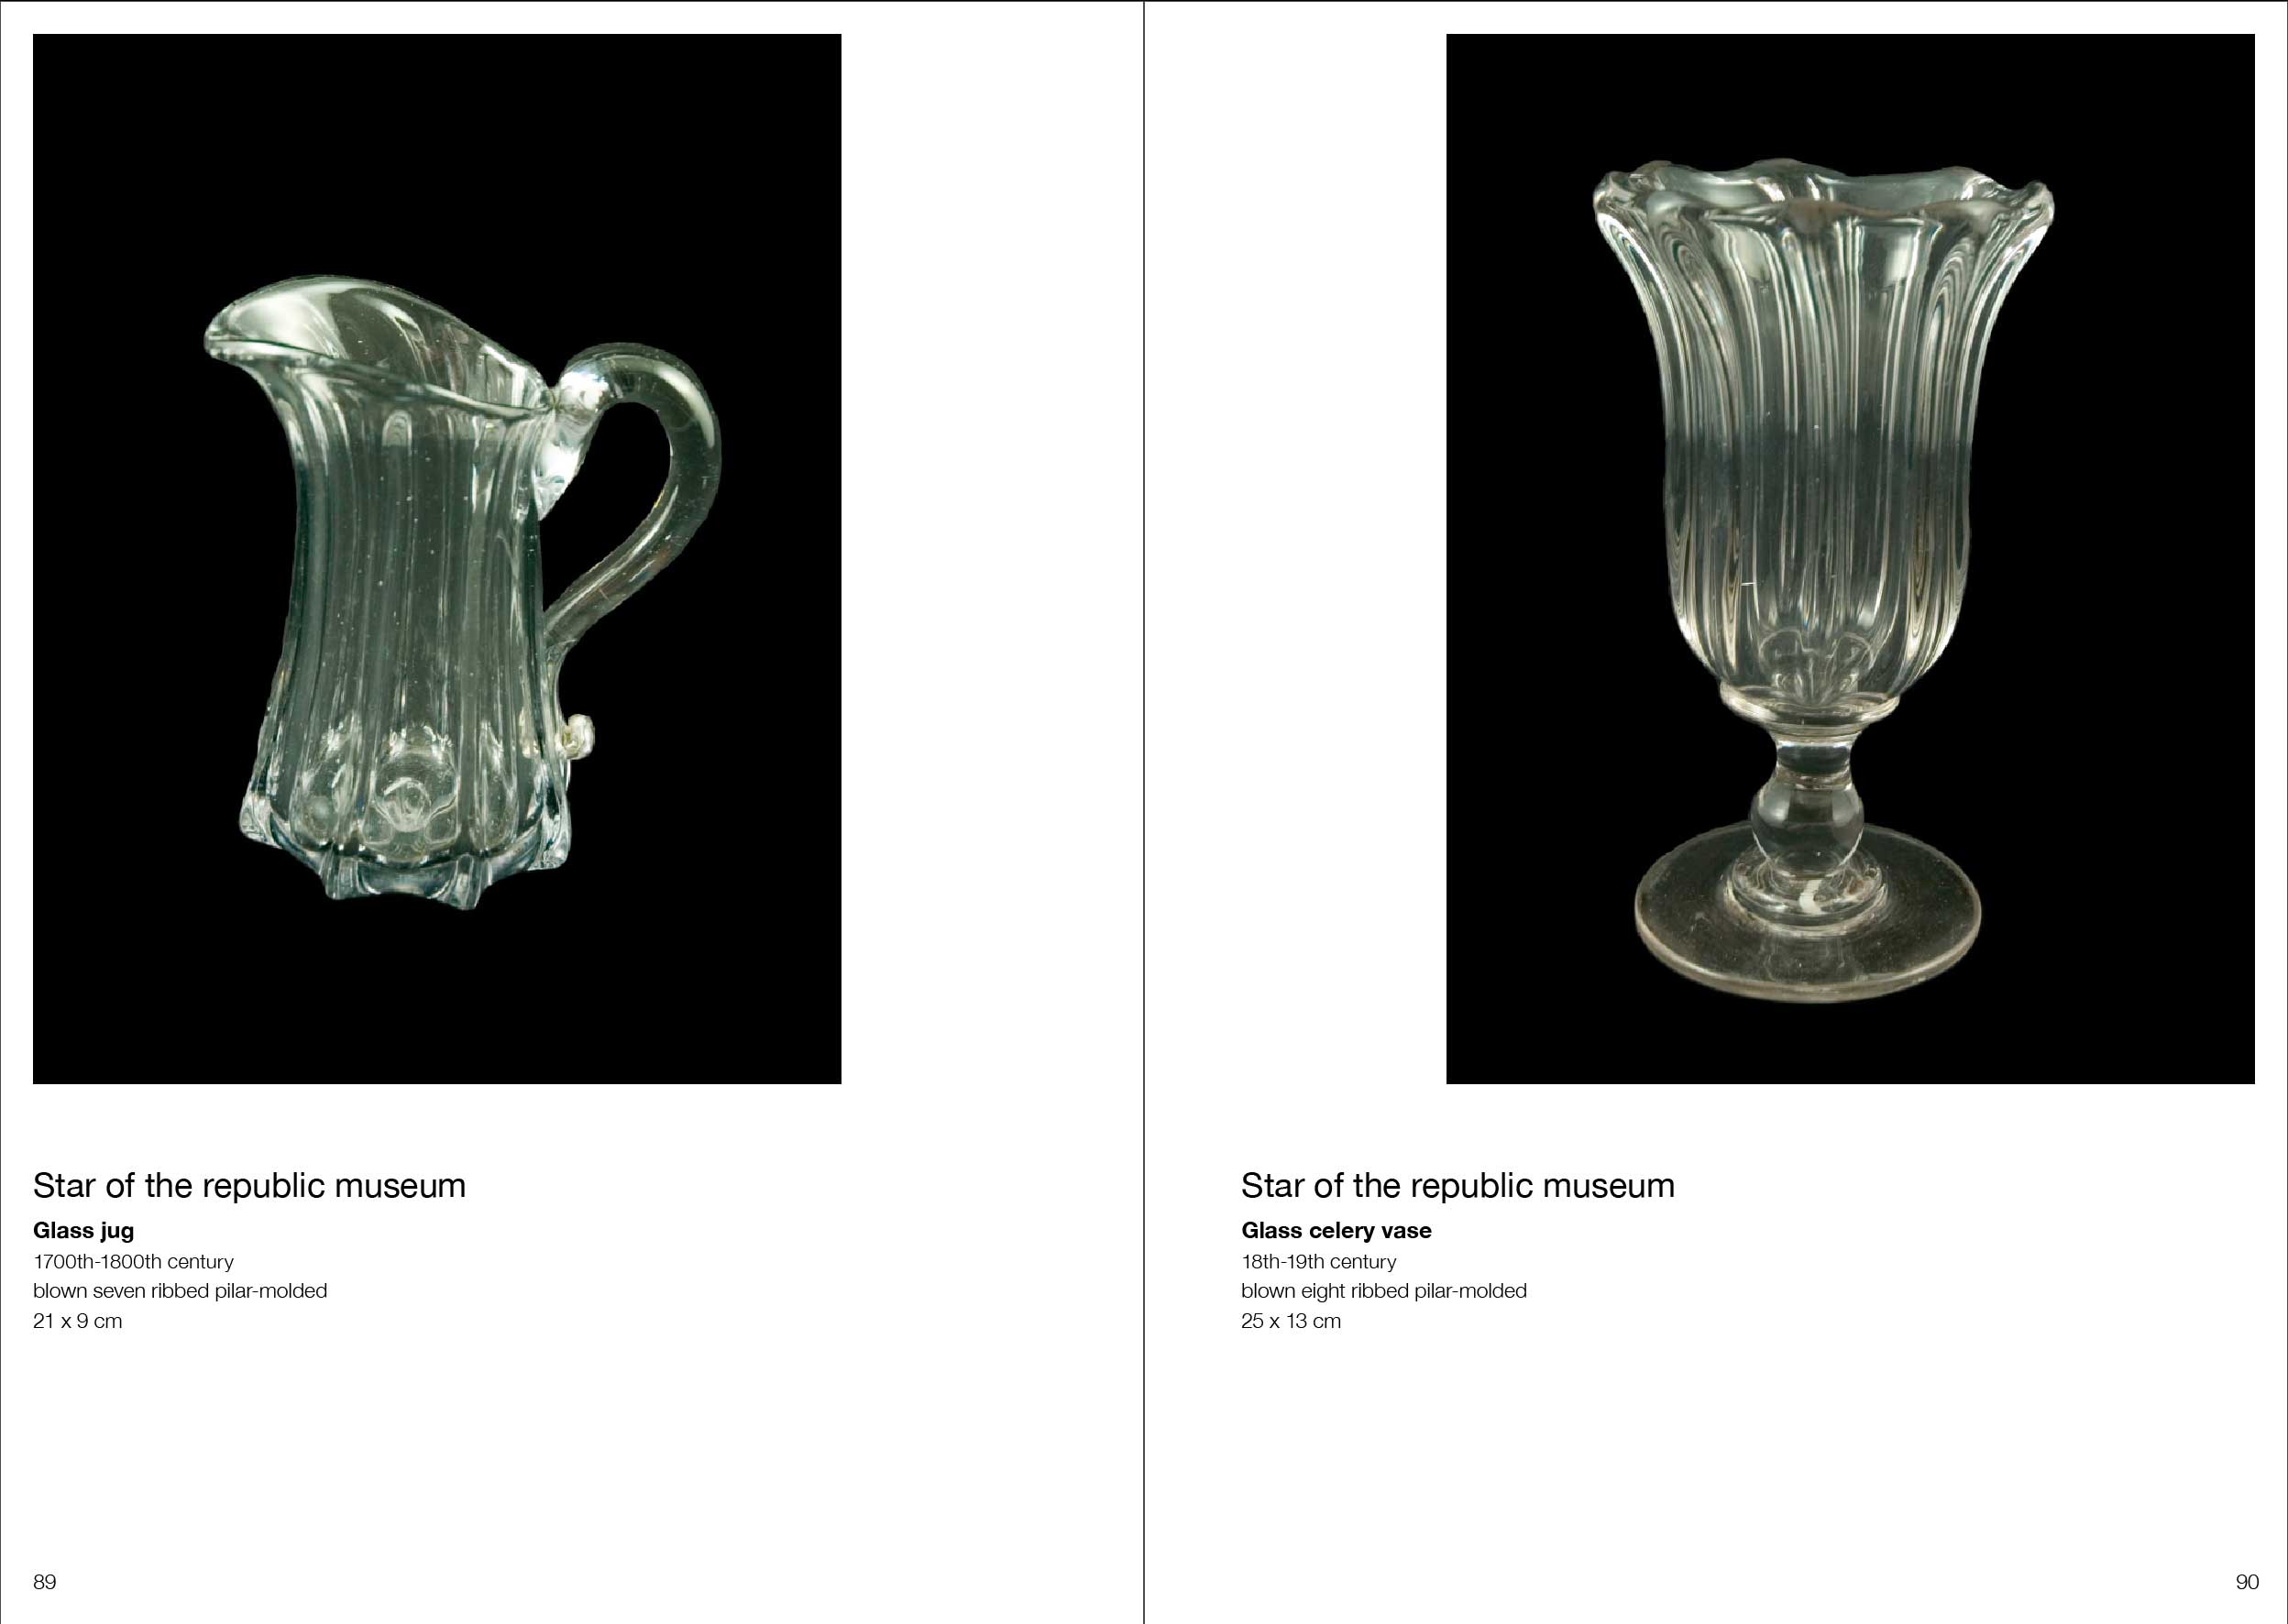 Star of the republic museum
Glass jug
1700th-1800th century
blown seven ribbed pilar-molded
21 x 9 cm
89
Star of the republic museum
Glass celery vase
18th-19th century
blown eight ribbed pilar-molded
25 x 13 cm
90